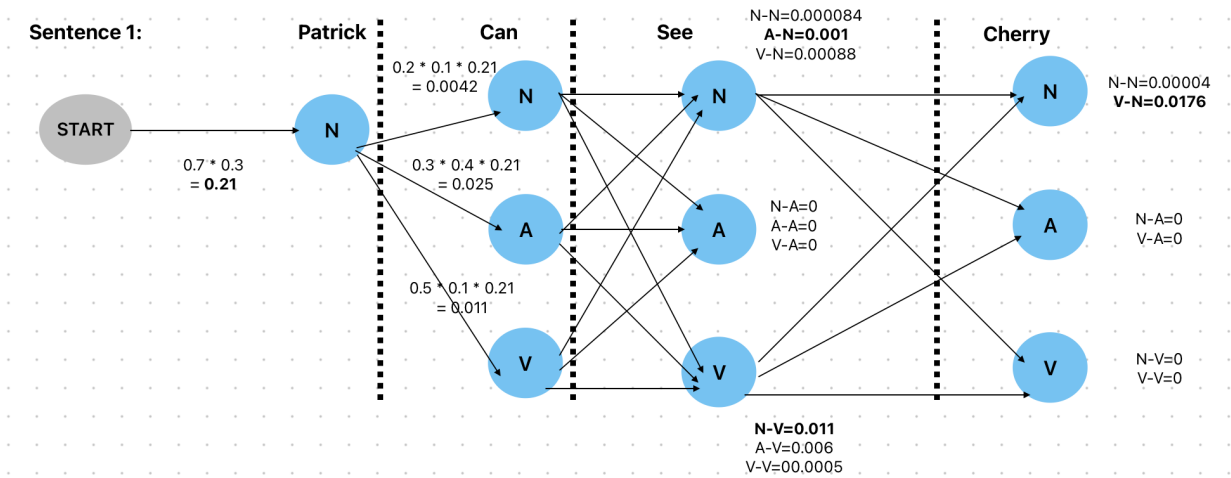 Sentence 1:
Patrick
Can
See
Cherry
START
0.7 * 0.3
= 0.21
N
0.2 * 0.1 * 0.21
= 0.0042
N
0.3 * 0.4 * 0.21
= 0.025
A
0.5 * 0.1 * 0.21
= 0.011
V
N-N=0.000084
A-N=0.001
V-N=0.00088
N
A
N-A=0
A-A=0
V-A=0
V
N-V=0.011
A-V=0.006
V-V=00.0005
N
N-N=0.00004
V-N=0.0176
A
N-A=0
V-A=0
V
N-V=0
V-V=0